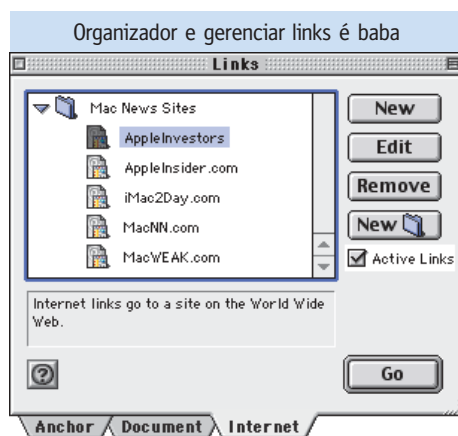 Organizador e gerenciar links é baba
Links
Mac News Sites
AppleInvestors
AppleInsider.com
iMac2Day.com
MacNN.com
MacWEAK.com
New
Edit
Remove
New
Active Links
Internet links go to a site on the World Wide
Web.
?
Go
Anchor Document Internet